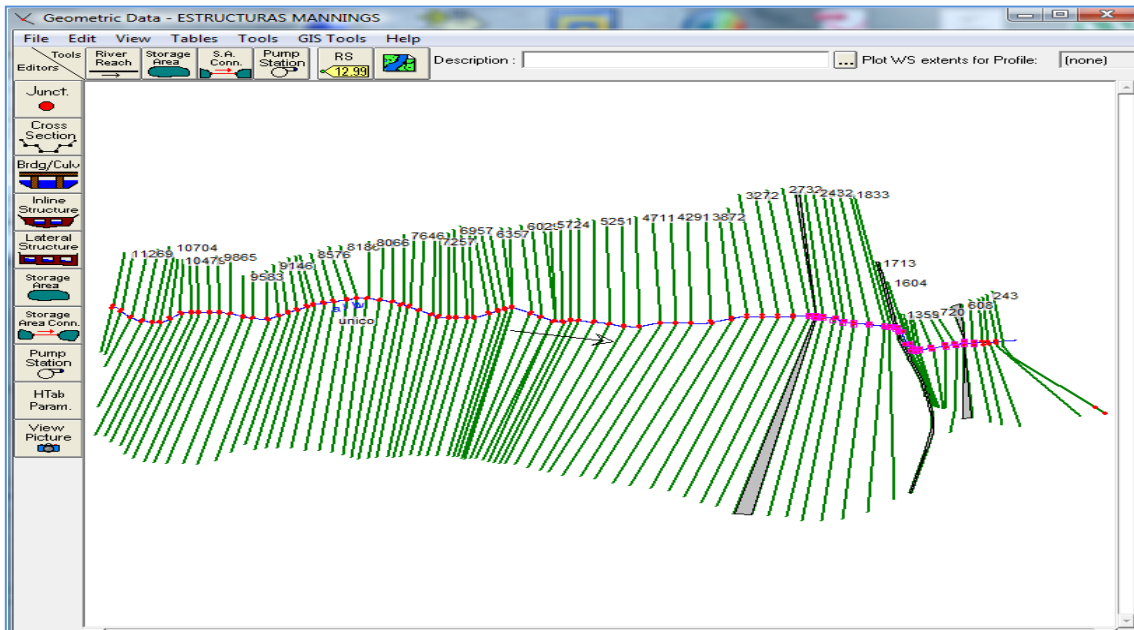 Geometric Data - ESTRUCTURAS MANNINGS
File Edit View Tables Tools GIS Tools Help
Tools
Editors
River
Reach
Storage
Area
S.A.
Conn.
Pump
Station
RS
12.99
Description :
...
Plot WS extents for Profile:
(none)
Junct.
Cross
Section
Brdg/Culv
Inline
Structure
Lateral
Structure
Storage
Area
Storage
Area Conn.
Pump
Station
HTab
Param.
View
Picture
11269
10704
10479
9865
9583
9146
8576
8186
8066
7646
7257
6957
6357
6029
5724
5251
4711
4291
3872
3272
2732
2432
1833
1713
1604
1359
720
608
243
unico